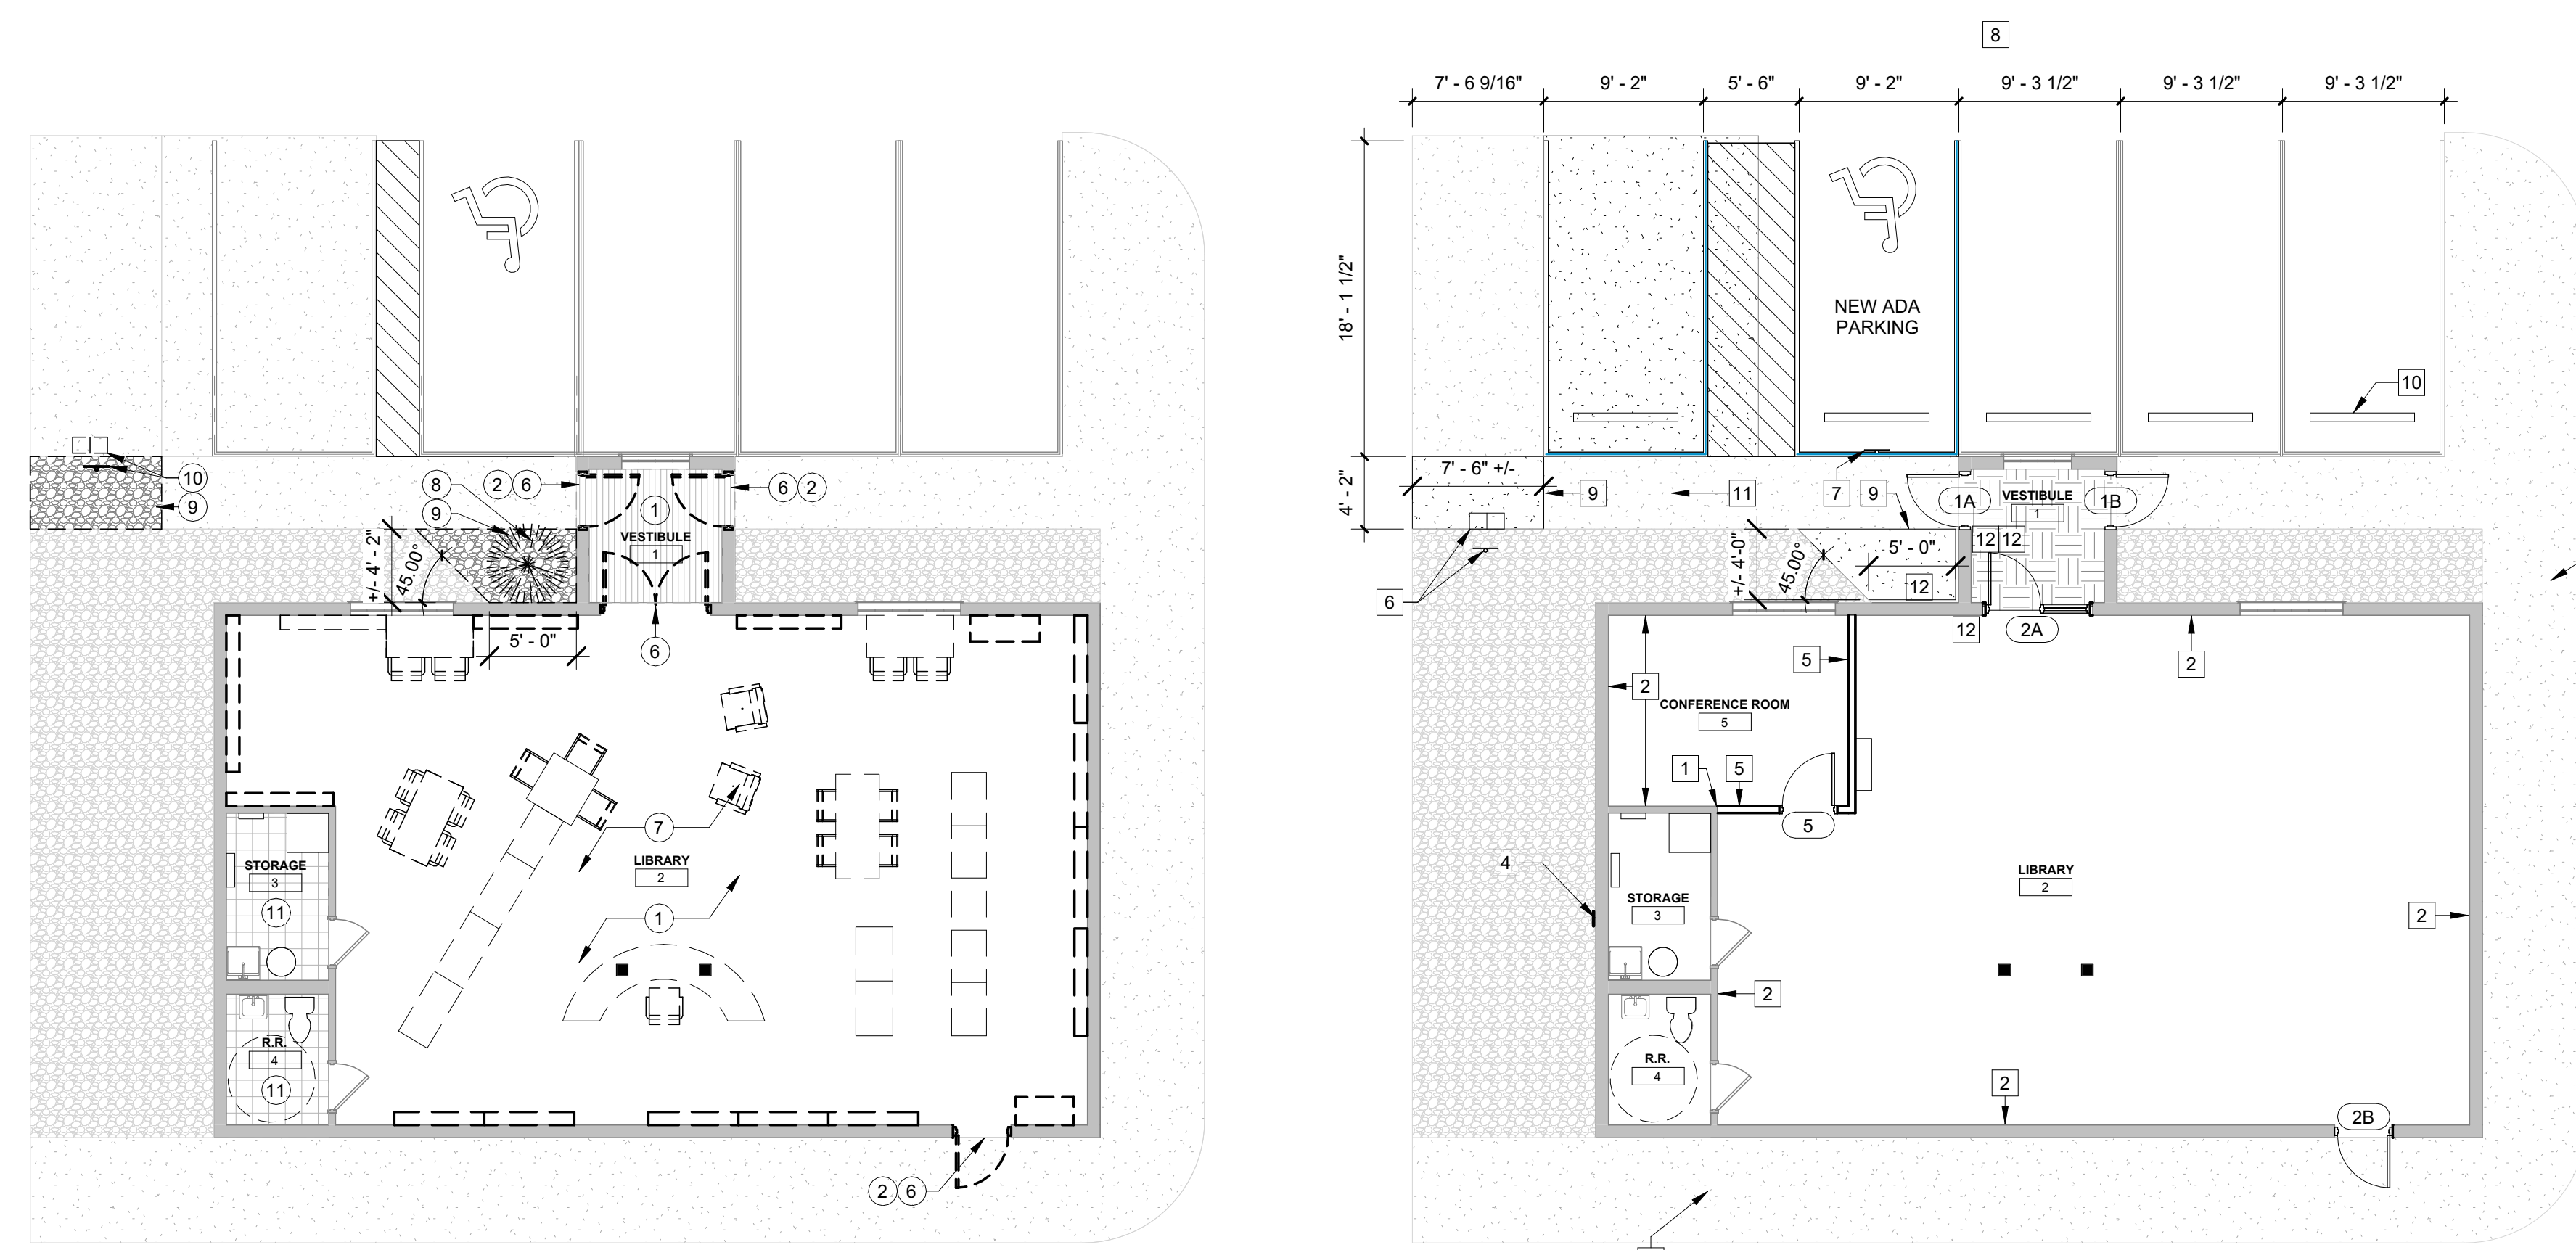 8
7' - 6 9/16"
9' - 2"
5' - 6"
9' - 2"
9' - 3 1/2"
9' - 3 1/2"
9' - 3 1/2"
18' - 1 1/2"
NEW ADA
PARKING
10
10
9
8
9
2
6
6
2
1
VESTIBULE
1
+/- 4' - 2"
45.00°
5' - 0"
6
7
LIBRARY
2
1
STORAGE
3
11
R.R.
4
11
2
6
4' - 2"
7' - 6" +/-
9
11
7
9
1A
VESTIBULE
1
1B
12
12
6
+/- 4'-0"
45.00°
5' - 0"
12
12
2A
2
5
2
CONFERENCE ROOM
5
1
5
5
4
LIBRARY
2
STORAGE
3
2
2
R.R.
4
2
2B